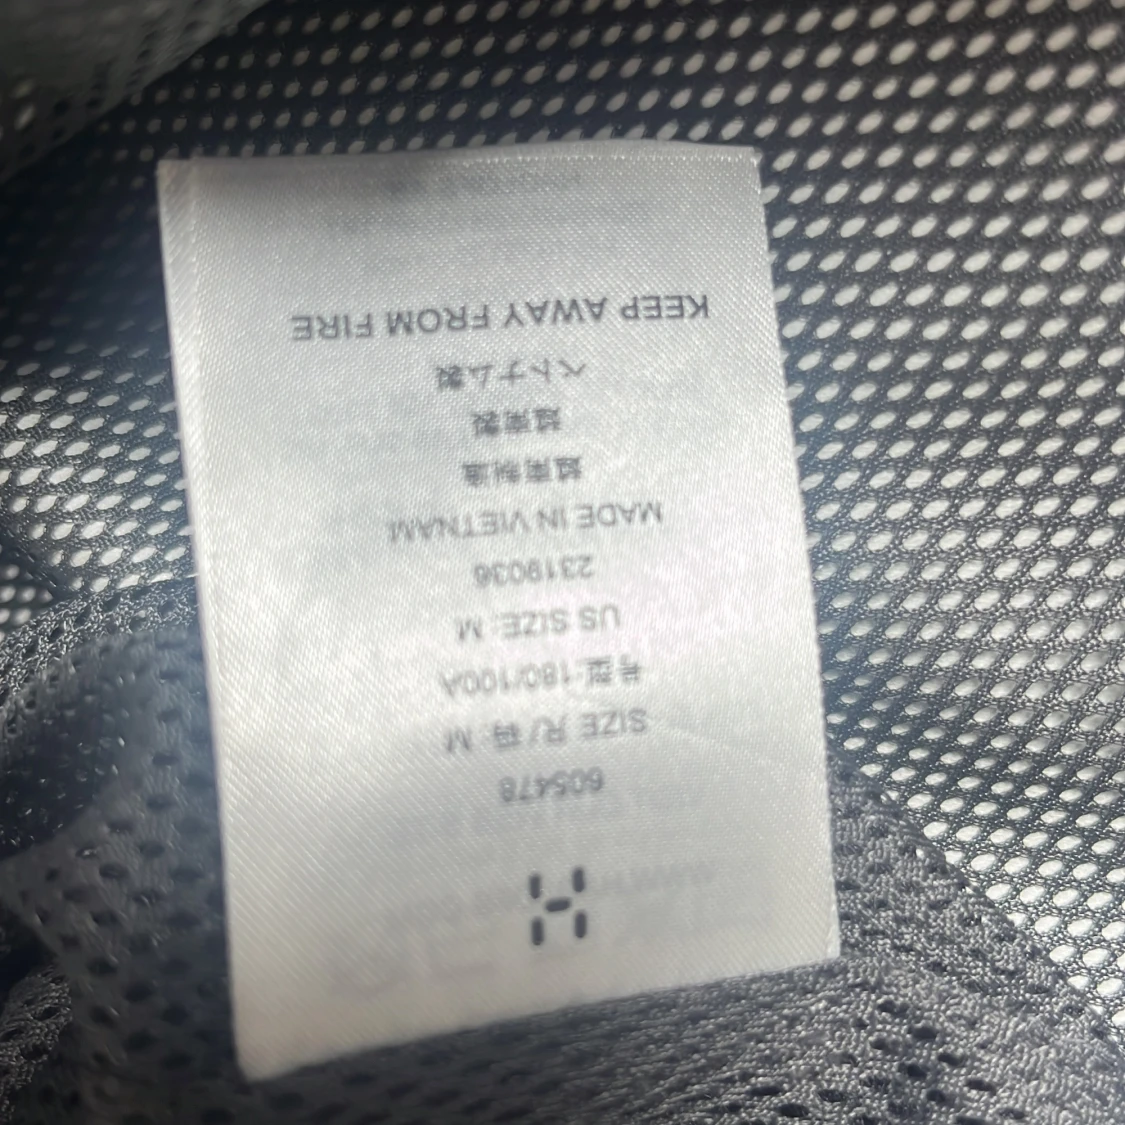 605478
SIZE 尺/码: M
号型:180/100A
US SIZE: M
2319036
MADE IN VIETNAM
越南制造
越南製
ベトナム製
KEEP AWAY FROM FIRE